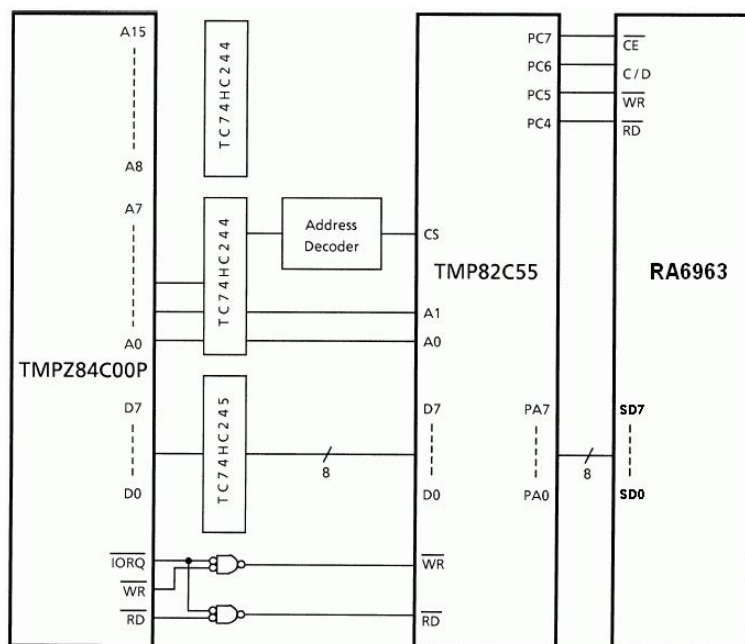 A15
A8
A7
A0
TMPZ84C00P
D7
D0
IORQ
WR
RD
TC74HC244
TC74HC244
TC74HC245
Address
Decoder
8
CS
TMP82C55
A1
A0
D7
D0
WR
RD
PC7
PC6
PC5
PC4
PA7
PA0
8
CE
C/D
WR
RD
RA6963
SD7
SD0